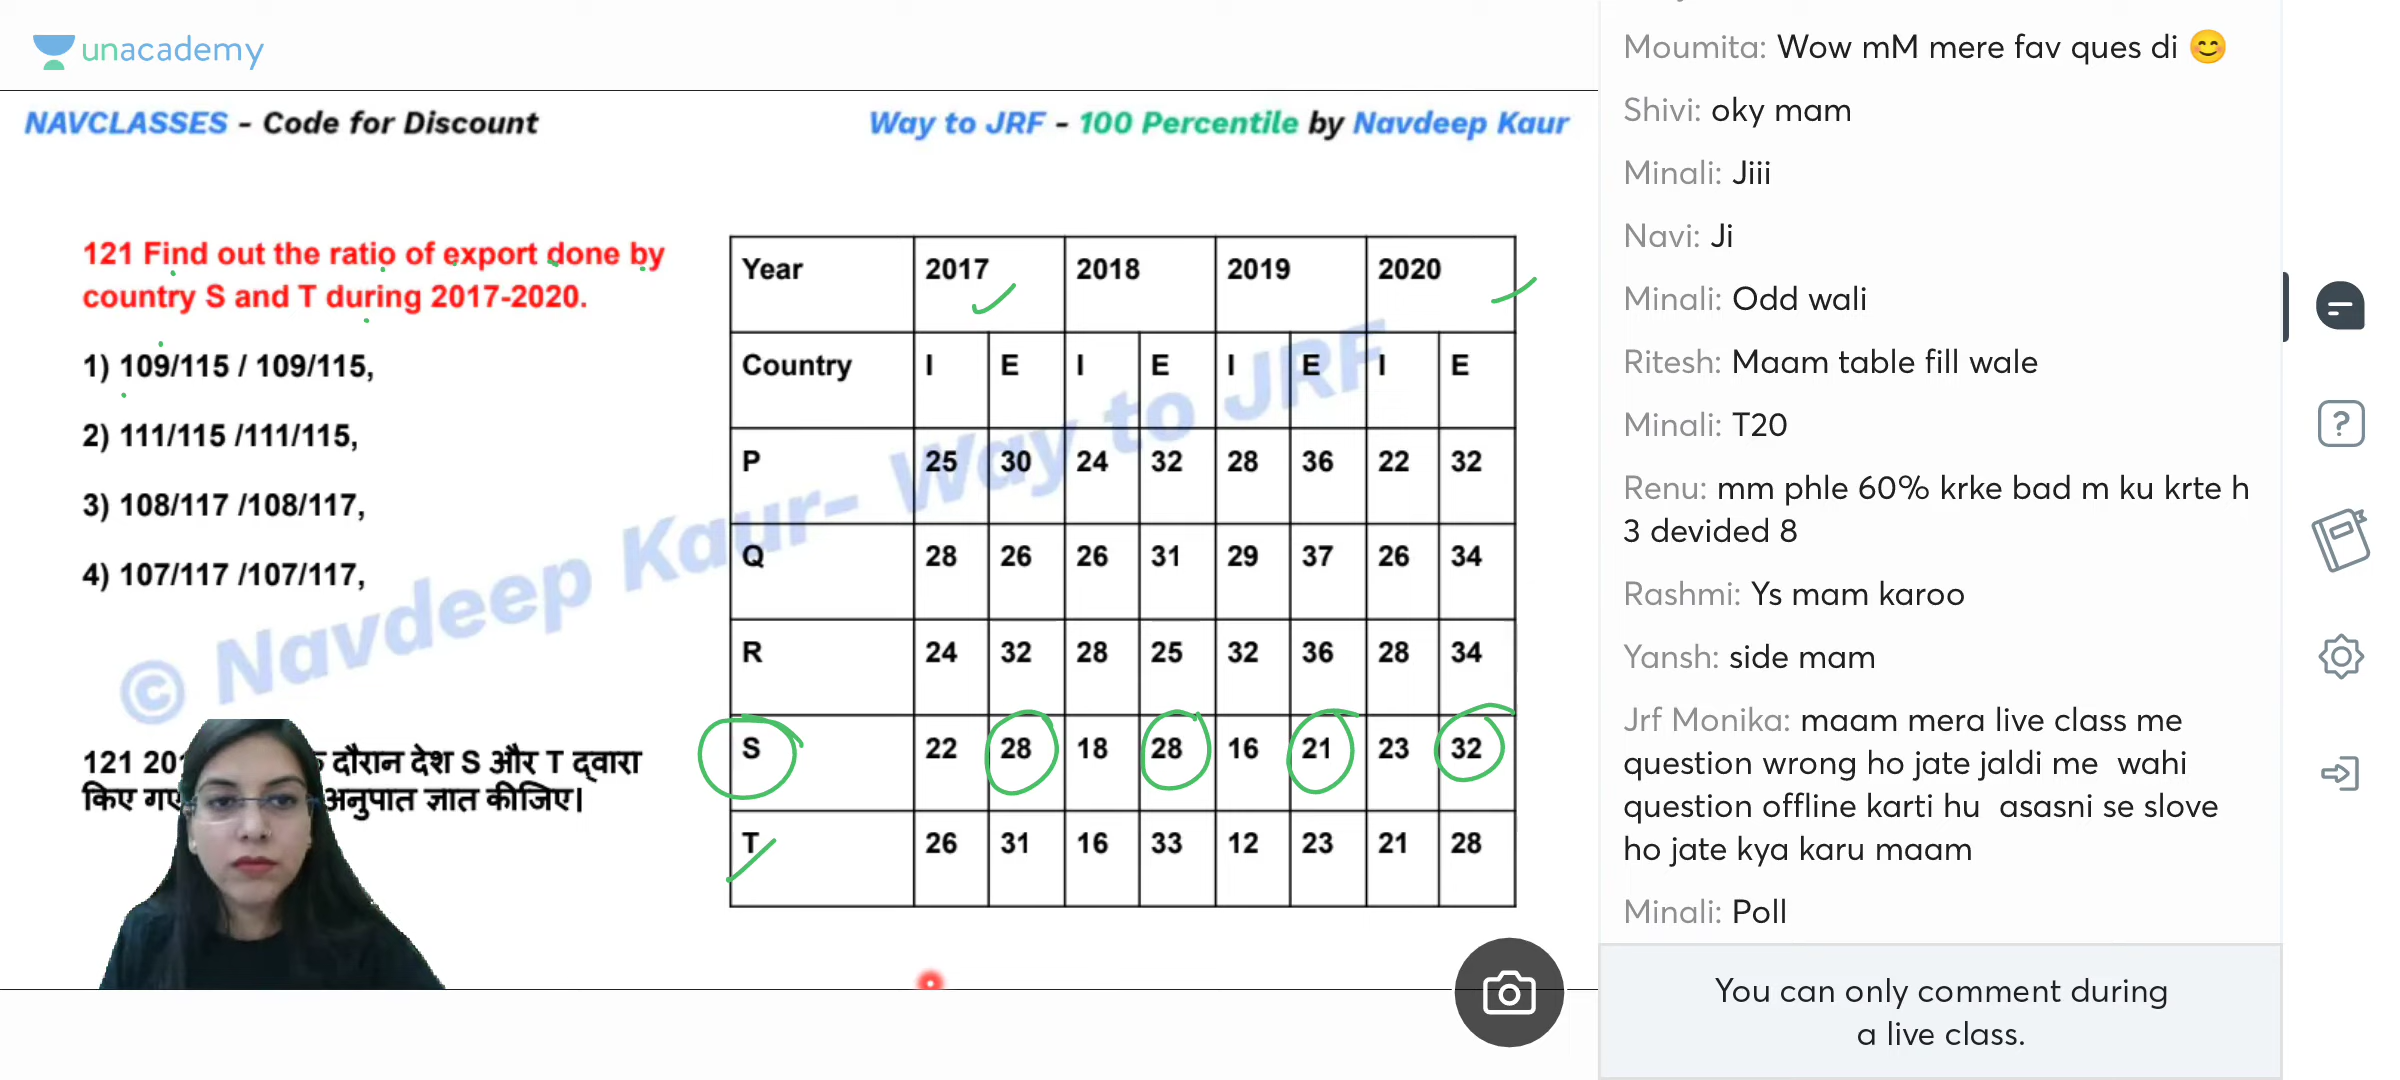 unacademy
NAVCLASSES - Code for Discount
Way to JRF - 100 Percentile by Navdeep Kaur
121 Find out the ratio of export done by
country S and T during 2017-2020.
1) 109/115 / 109/115,
2) 111/115 /111/115,
3) 108/117 /108/117,
4) 107/117 /107/117,
121 20
दौरान देश S और T द्वारा
किए गए
अनुपात ज्ञात कीजिए।
Year 2017 2018 2019 2020
Country I E I E I E I E
P 25 30 24 32 28 36 22 32
Q 28 26 26 31 29 37 26 34
R 24 32 28 25 32 36 28 34
S 22 28 18 28 16 21 23 32
T 26 31 16 33 12 23 21 28
© Navdeep Kaur- Way to JRF
Moumita: Wow mM mere fav ques di 😊
Shivi: oky mam
Minali: Jiii
Navi: Ji
Minali: Odd wali
Ritesh: Maam table fill wale
Minali: T20
Renu: mm phle 60% krke bad m ku krte h
3 devided 8
Rashmi: Ys mam karoo
Yansh: side mam
Jrf Monika: maam mera live class me
question wrong ho jate jaldi me wahi
question offline karti hu asasni se slove
ho jate kya karu maam
Minali: Poll
You can only comment during
a live class.